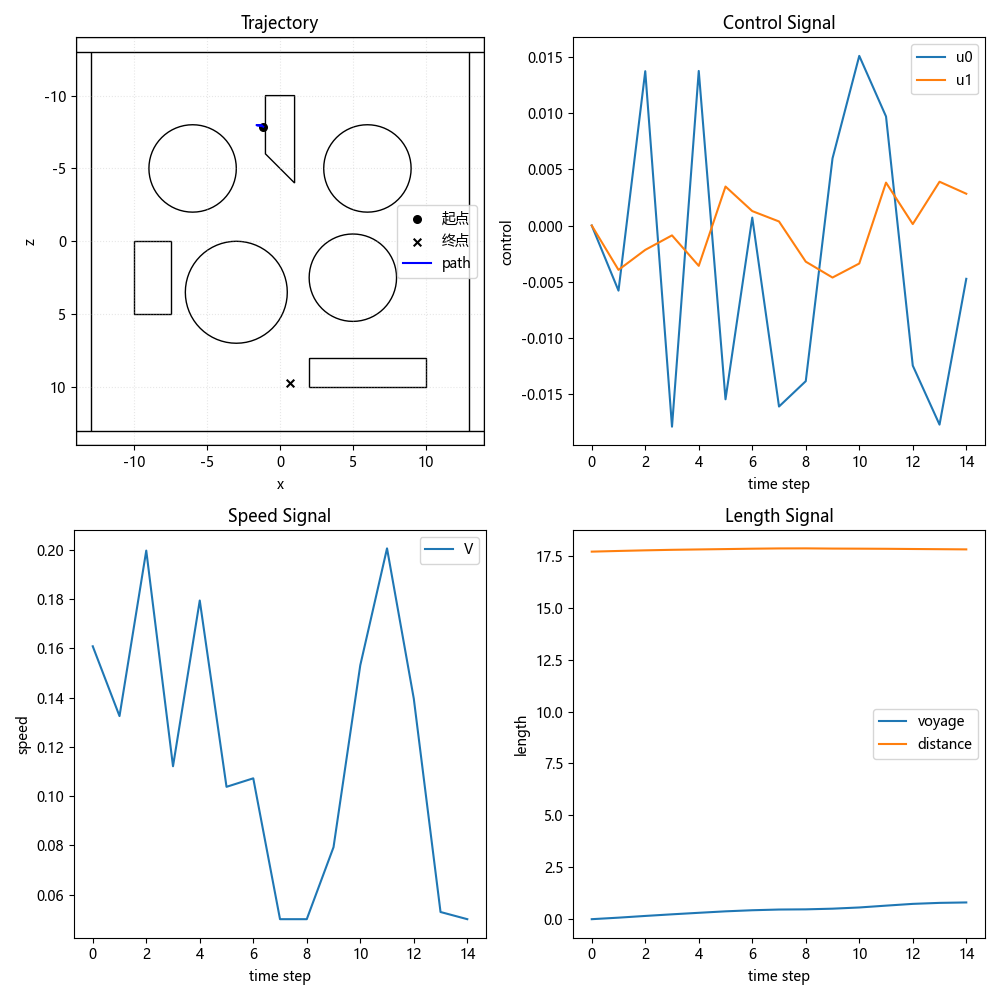 Trajectory
-10
-5
0
5
10
z
-10
-5
0
5
10
x
起点
终点
path
Control Signal
0.015
0.010
0.005
0.000
-0.005
-0.010
-0.015
control
0
2
4
6
8
10
12
14
time step
u0
u1
Speed Signal
0.20
0.18
0.16
0.14
0.12
0.10
0.08
0.06
speed
0
2
4
6
8
10
12
14
time step
V
Length Signal
17.5
15.0
12.5
10.0
7.5
5.0
2.5
0.0
length
0
2
4
6
8
10
12
14
time step
voyage
distance